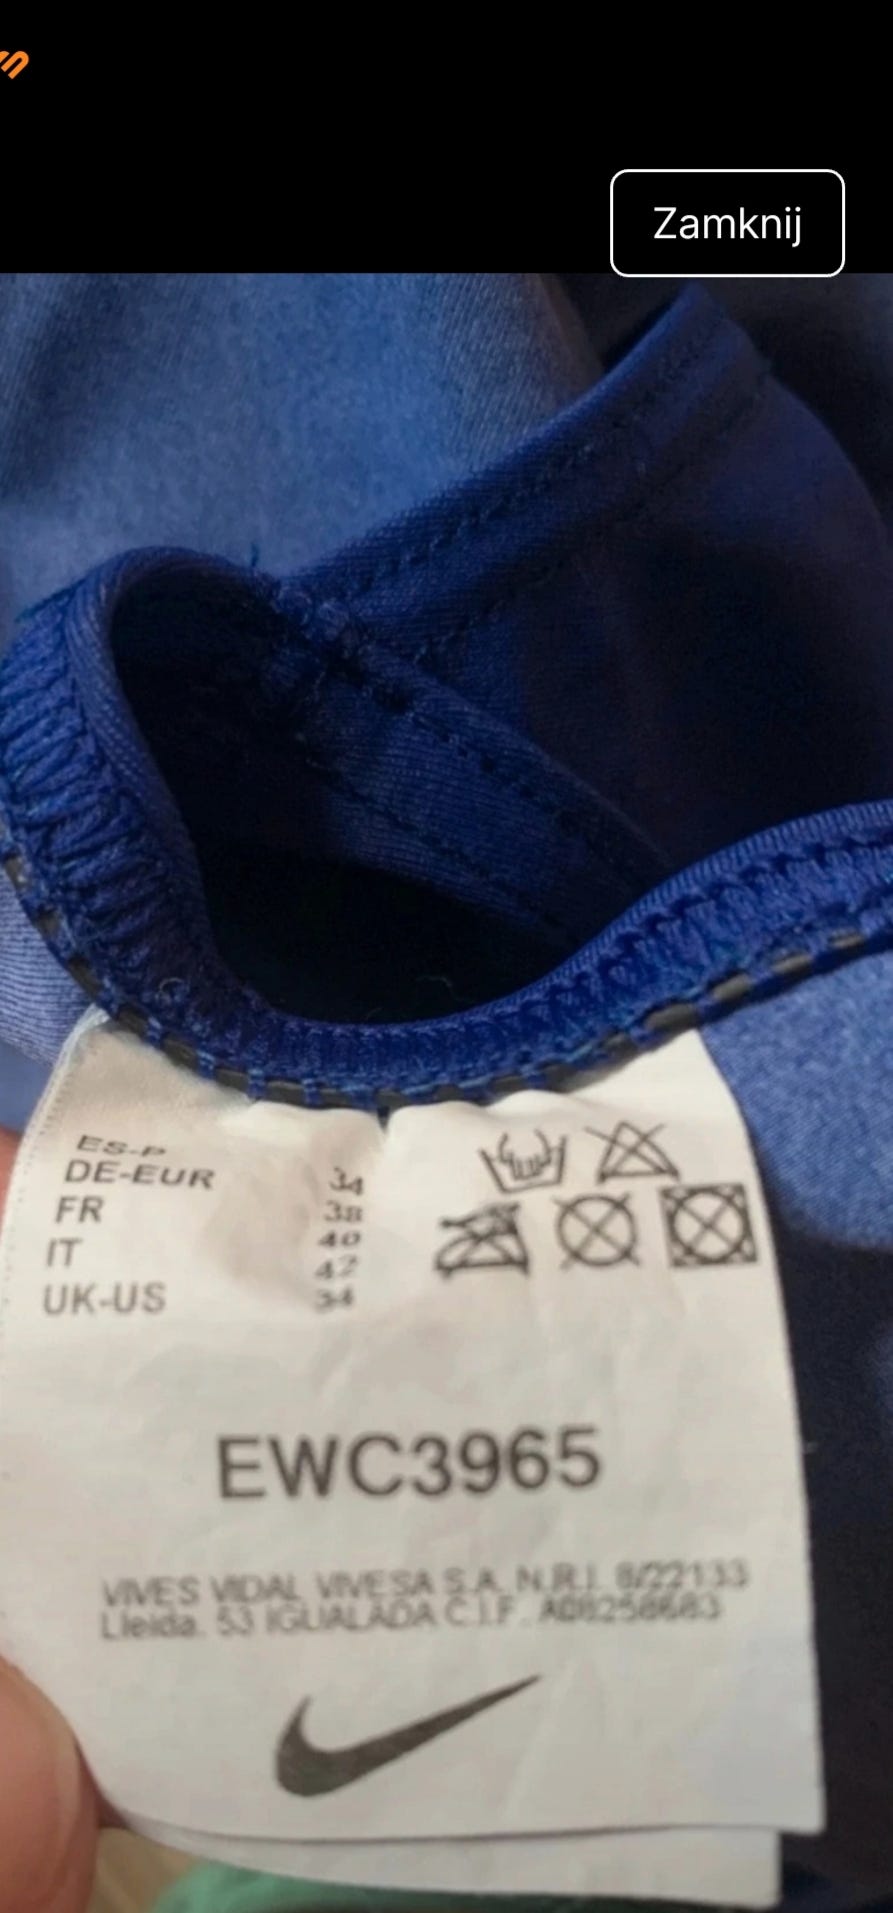 Zamknij
ES-P 34
DE-EUR 38
FR 40
IT 42
UK-US 34
EWC3965
VIVES VIDAL VIVESA S.A. N.R.I. 8/22133
Lleida, 53 IGUALADA C.I.F. A08258683